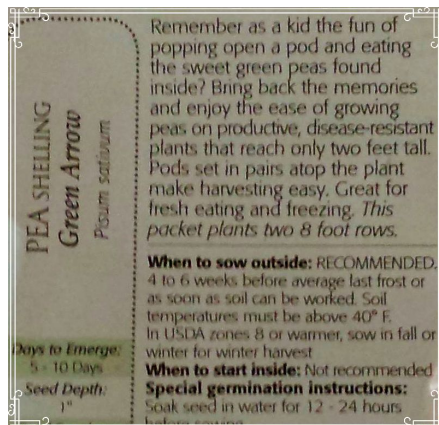 PEA SHELLING
Green Arrow
Pisum sativum
Days to Emerge:
5 - 10 Days
Seed Depth:
1"
Remember as a kid the fun of
popping open a pod and eating
the sweet green peas found
inside? Bring back the memories
and enjoy the ease of growing
peas on productive, disease-resistant
plants that reach only two feet tall.
Pods set in pairs atop the plant
make harvesting easy. Great for
fresh eating and freezing. This
packet plants two 8 foot rows.
When to sow outside: RECOMMENDED.
4 to 6 weeks before average last frost or
as soon as soil can be worked. Soil
temperatures must be above 40° F.
In USDA zones 8 or warmer, sow in fall or
winter for winter harvest
When to start inside: Not recommended
Special germination instructions:
Soak seed in water for 12 - 24 hours
before sowing